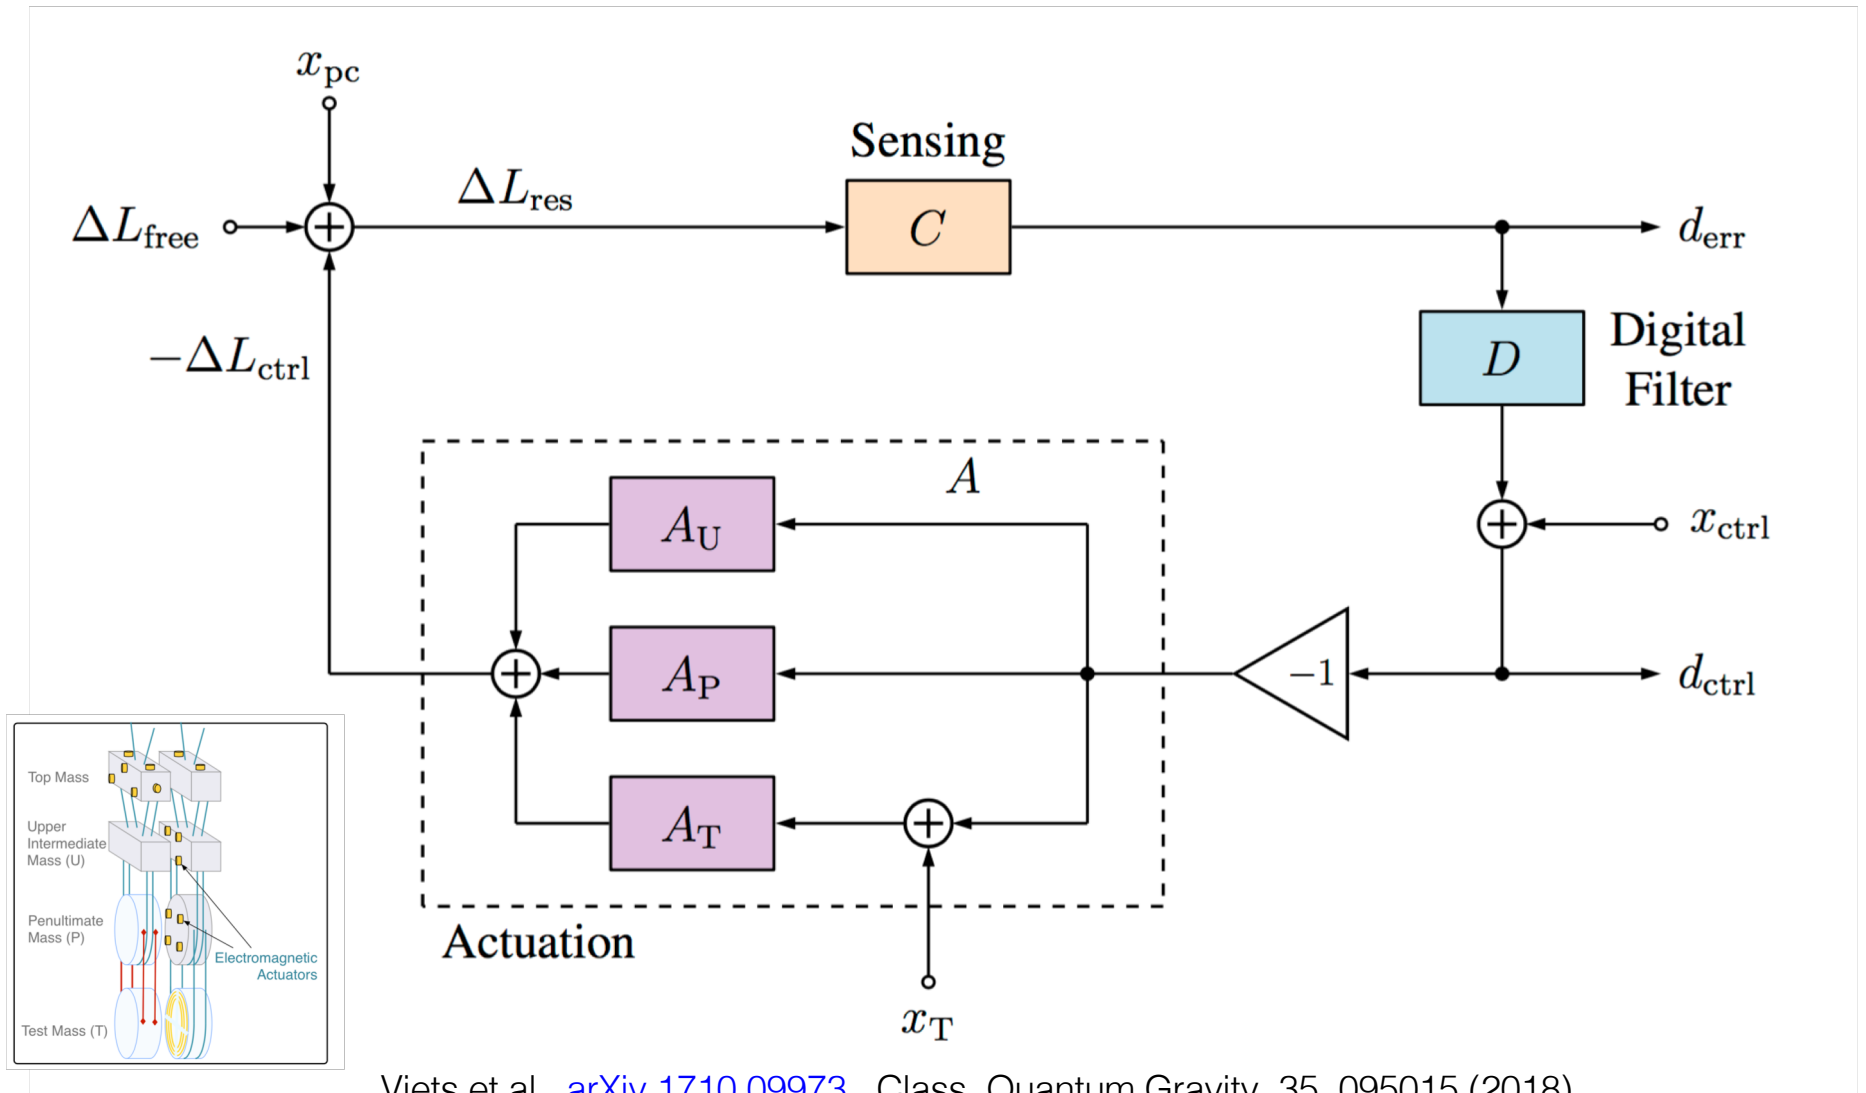 x_pc
Sensing
ΔL_free
ΔL_res
C
d_err
−ΔL_ctrl
D
Digital
Filter
A
A_U
x_ctrl
A_P
−1
d_ctrl
A_T
Actuation
x_T
Top Mass
Upper
Intermediate
Mass (U)
Penultimate
Mass (P)
Electromagnetic
Actuators
Test Mass (T)
Viets et al., arXiv 1710.09973, Class. Quantum Gravity, 35, 095015 (2018)